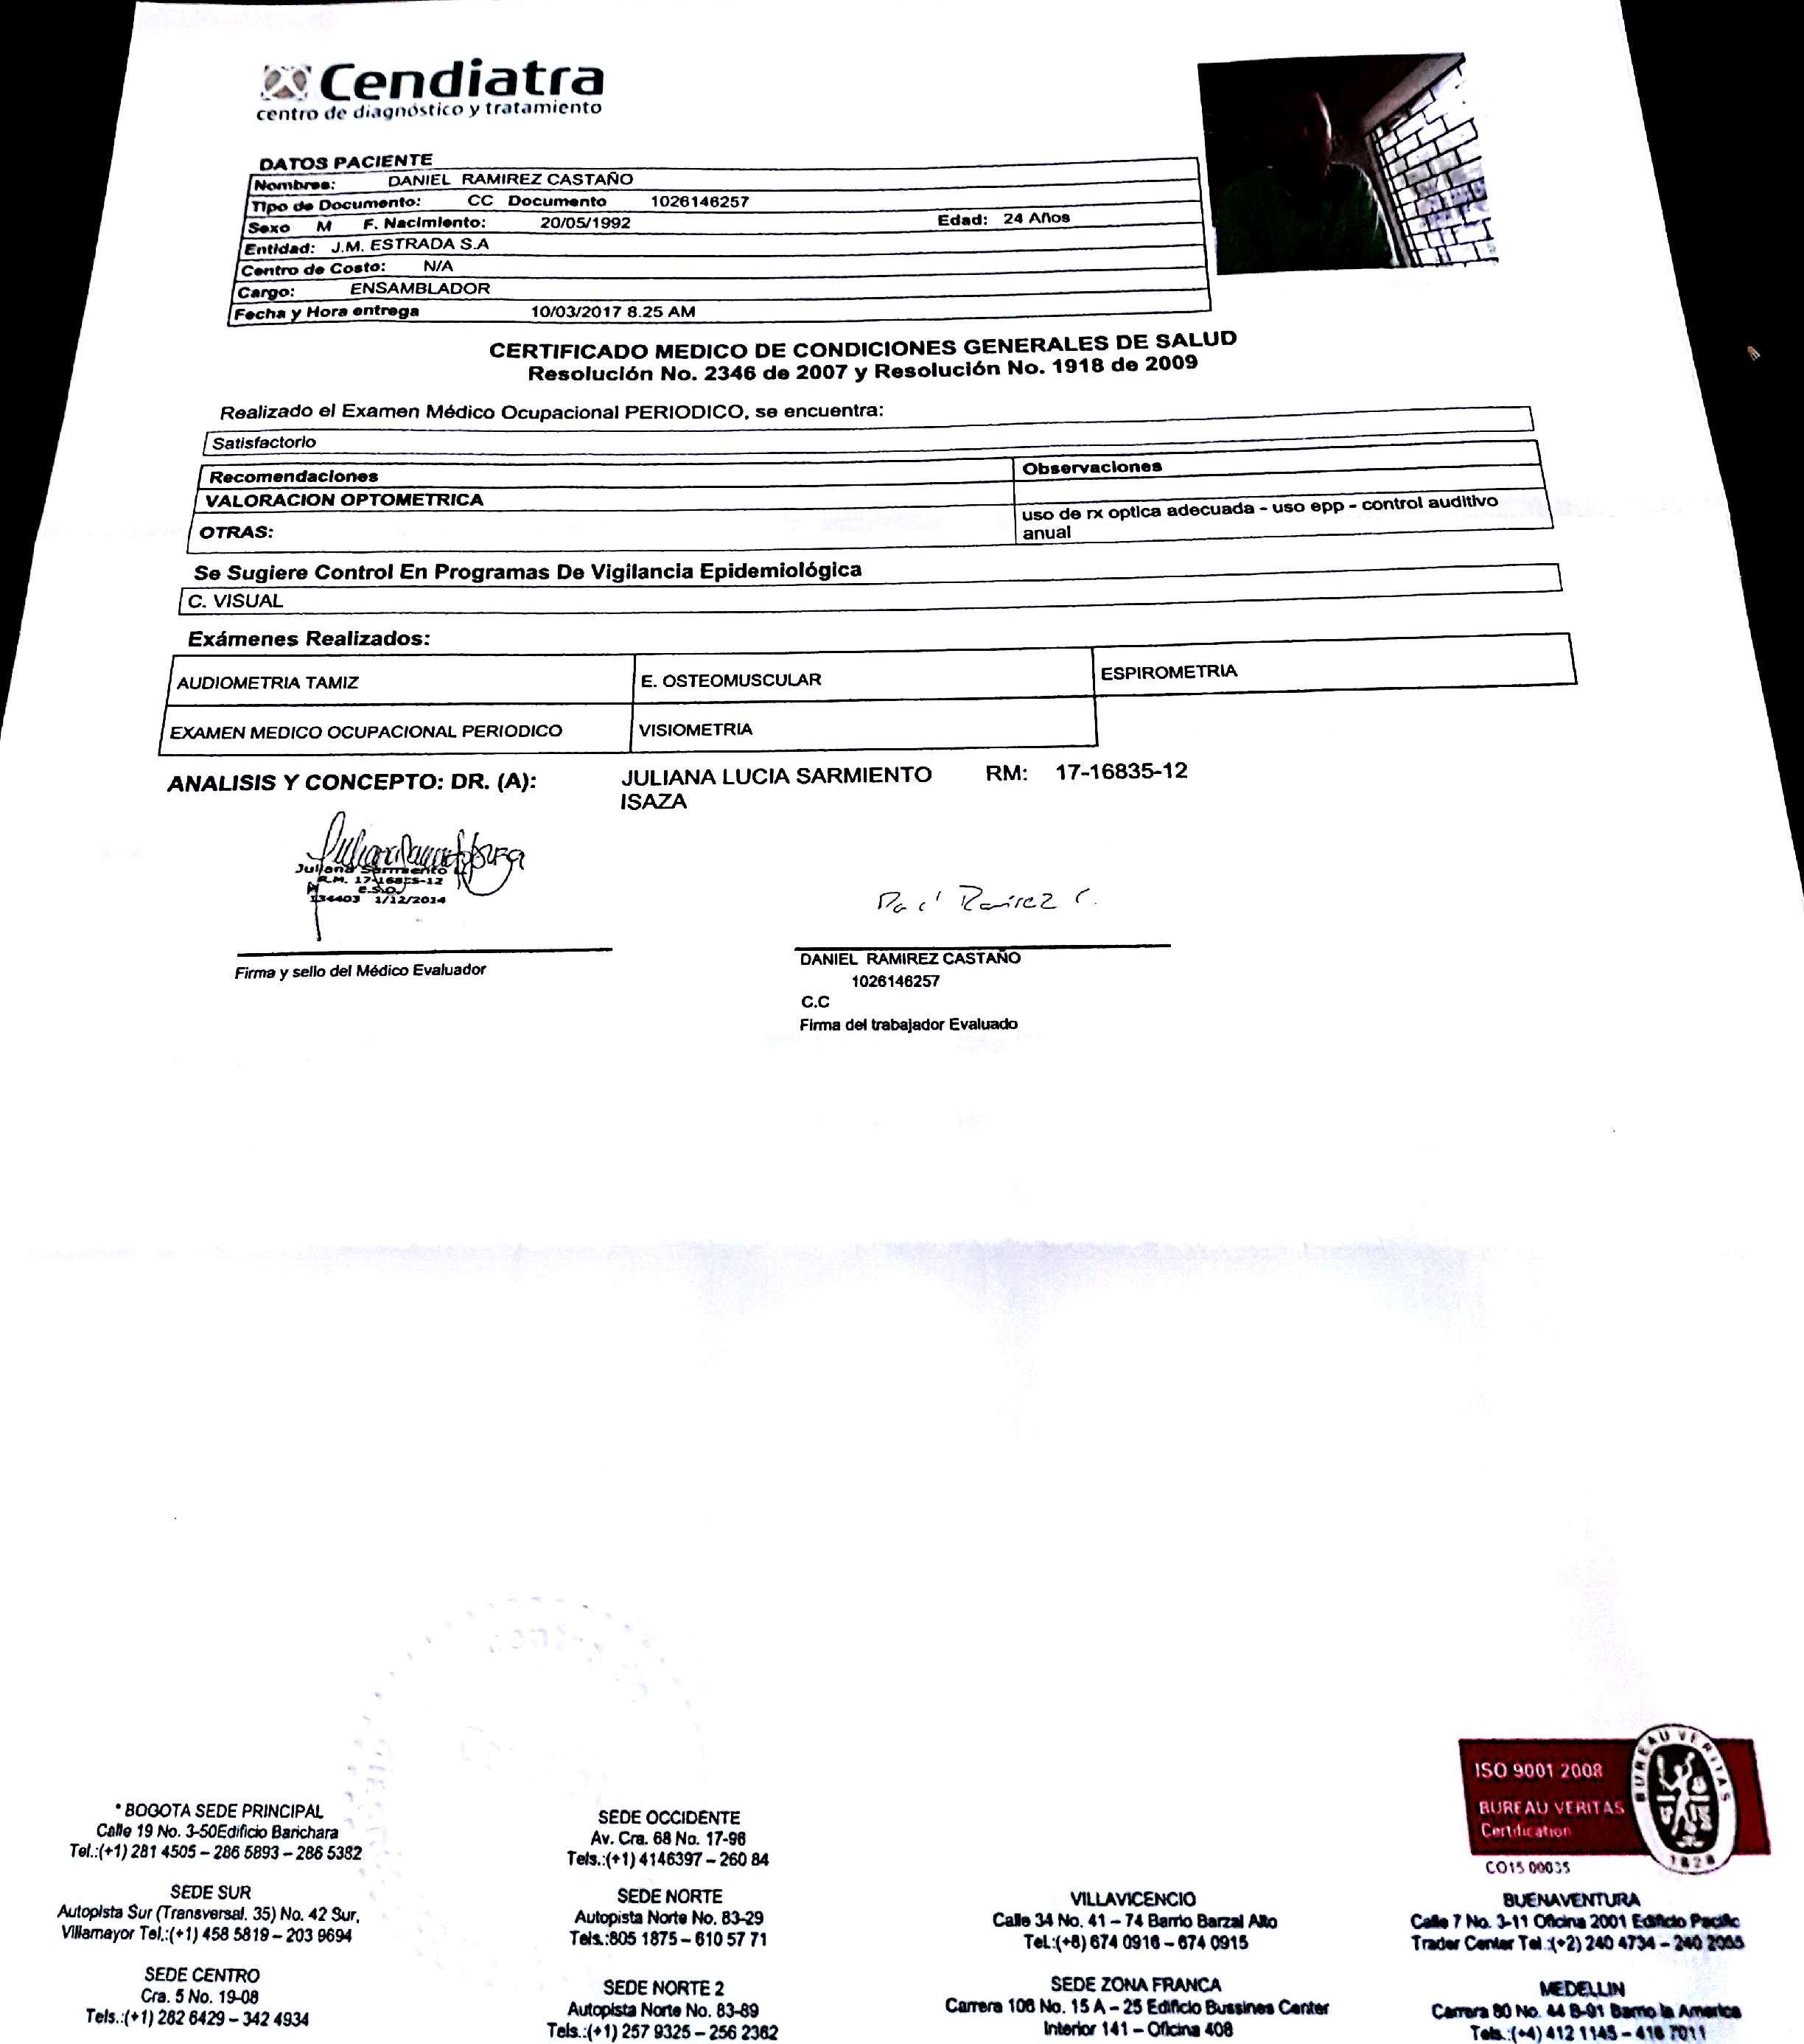 Cendiatra
centro de diagnóstico y tratamiento
DATOS PACIENTE
Nombres: DANIEL RAMIREZ CASTAÑO
Tipo de Documento: CC Documento 1026146257
Sexo M F. Nacimiento: 20/05/1992 Edad: 24 Años
Entidad: J.M. ESTRADA S.A
Centro de Costo: N/A
Cargo: ENSAMBLADOR
Fecha y Hora entrega 10/03/2017 8.25 AM
CERTIFICADO MEDICO DE CONDICIONES GENERALES DE SALUD
Resolución No. 2346 de 2007 y Resolución No. 1918 de 2009
Realizado el Examen Médico Ocupacional PERIODICO, se encuentra:
Satisfactorio
Recomendaciones Observaciones
VALORACION OPTOMETRICA
OTRAS: uso de rx optica adecuada - uso epp - control auditivo
anual
Se Sugiere Control En Programas De Vigilancia Epidemiológica
C. VISUAL
Exámenes Realizados:
AUDIOMETRIA TAMIZ E. OSTEOMUSCULAR ESPIROMETRIA
EXAMEN MEDICO OCUPACIONAL PERIODICO VISIOMETRIA
ANALISIS Y CONCEPTO: DR. (A): JULIANA LUCIA SARMIENTO RM: 17-16835-12
ISAZA
Juliana Sarmiento
R.M. 17-16835-12
E.S.O.
134403 1/12/2014
Ramirez C.
Firma y sello del Médico Evaluador
DANIEL RAMIREZ CASTAÑO
1026146257
C.C
Firma del trabajador Evaluado
ISO 9001 2008
BUREAU VERITAS
Certification
BUREAU VERITAS
1828
CO15 00035
* BOGOTA SEDE PRINCIPAL
Calle 19 No. 3-50Edificio Barichara
Tel.:(+1) 281 4505 – 286 5893 – 286 5382
SEDE SUR
Autopista Sur (Transversal. 35) No. 42 Sur,
Villamayor Tel.:(+1) 458 5819 – 203 9694
SEDE CENTRO
Cra. 5 No. 19-08
Tels.:(+1) 282 6429 – 342 4934
SEDE OCCIDENTE
Av. Cra. 68 No. 17-96
Tels.:(+1) 4146397 – 260 84
SEDE NORTE
Autopista Norte No. 83-29
Tels.:805 1875 – 610 57 71
SEDE NORTE 2
Autopista Norte No. 83-89
Tels.:(+1) 257 9325 – 256 2362
VILLAVICENCIO
Calle 34 No. 41 – 74 Barrio Barzal Alto
Tel.:(+8) 674 0916 – 674 0915
SEDE ZONA FRANCA
Carrera 106 No. 15 A – 25 Edificio Bussines Center
Interior 141 – Oficina 408
BUENAVENTURA
Calle 7 No. 3-11 Oficina 2001 Edificio Pacific
Trader Center Tel.:(+2) 240 4734 – 240
MEDELLIN
Carrera 80 No. 44 B-91 Barrio la America
Tels.:(+4) 412 1145 – 416 7011